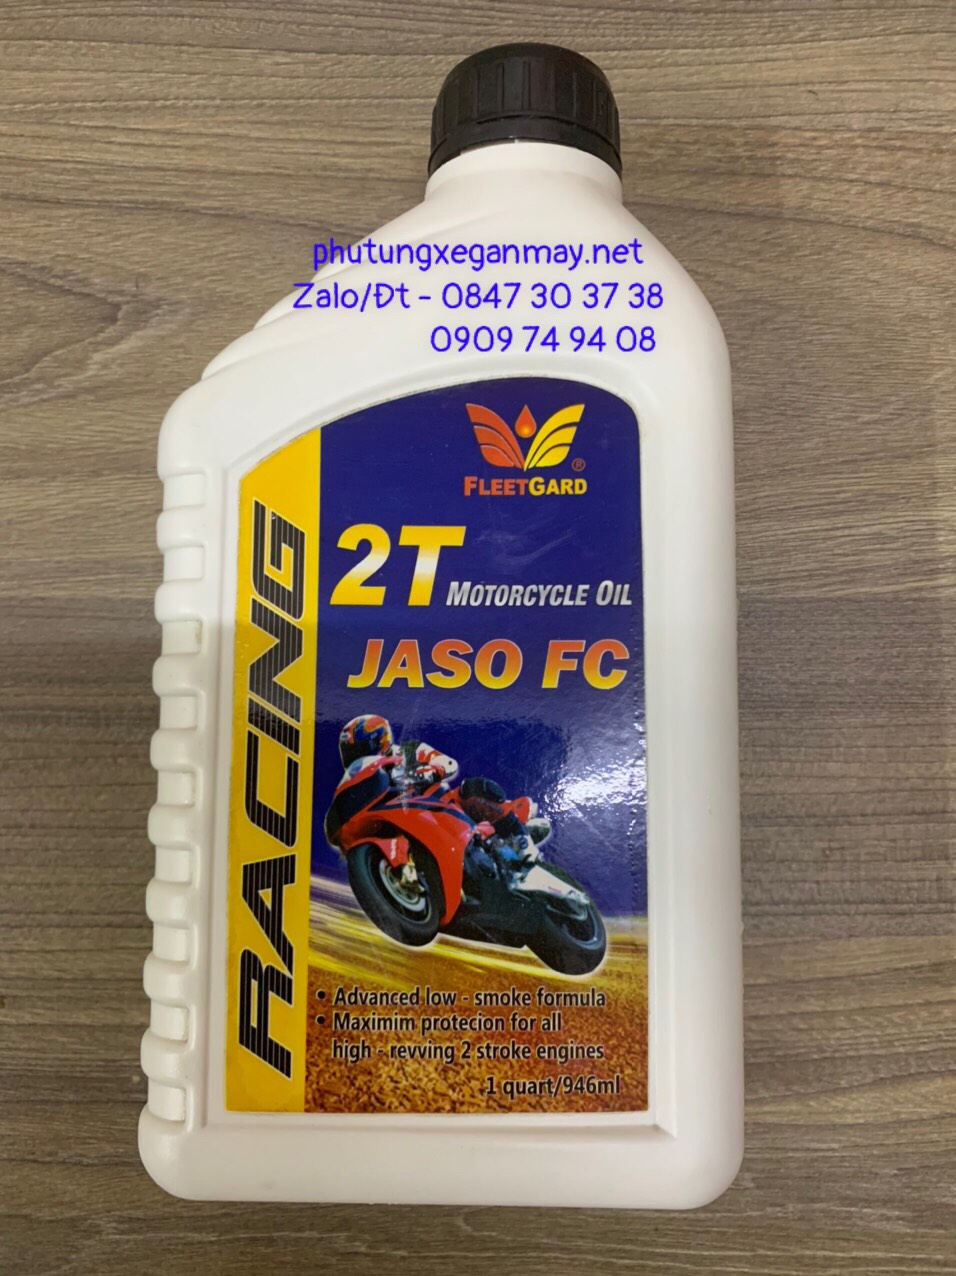 phutungxeganmay.net
Zalo/Đt - 0847 30 37 38
0909 74 94 08
®
FLEETGARD
2T MOTORCYCLE OIL
JASO FC
RACING
• Advanced low - smoke formula
• Maximim protecion for all
high - revving 2 stroke engines
1 quart/946ml